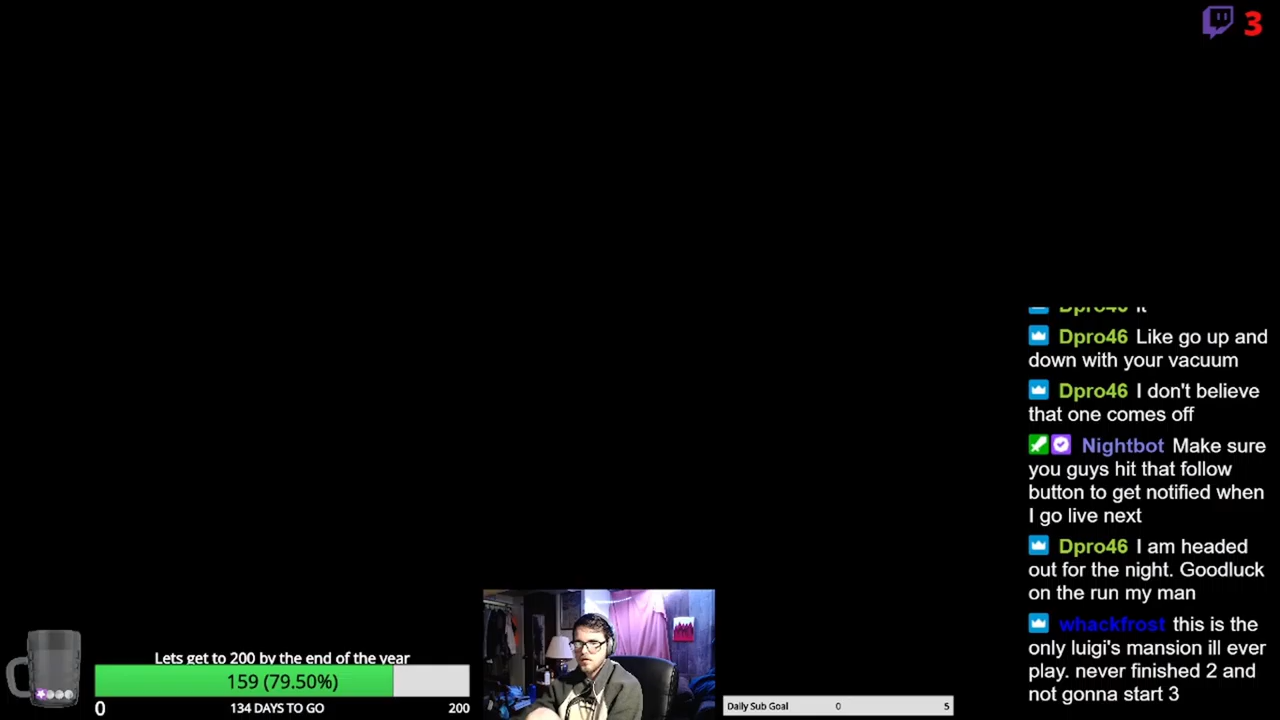 3
Dpro46 it
Dpro46 Like go up and
down with your vacuum
Dpro46 I don't believe
that one comes off
Nightbot Make sure
you guys hit that follow
button to get notified when
I go live next
Dpro46 I am headed
out for the night. Goodluck
on the run my man
whackfrost this is the
only luigi's mansion ill ever
play. never finished 2 and
not gonna start 3
Lets get to 200 by the end of the year
159 (79.50%)
0 134 DAYS TO GO 200
Daily Sub Goal 0 5